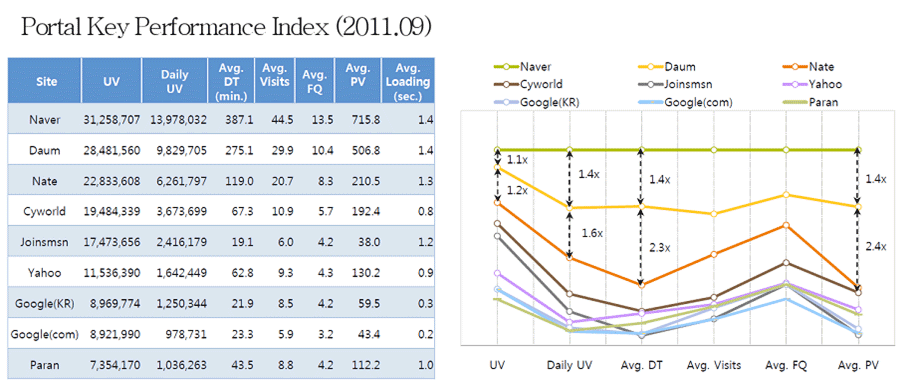 Portal Key Performance Index (2011.09)
Site UV Daily UV Avg. DT (min.) Avg. Visits Avg. FQ Avg. PV Avg. Loading (sec.)
Naver 31,258,707 13,978,032 387.1 44.5 13.5 715.8 1.4
Daum 28,481,560 9,829,705 275.1 29.9 10.4 506.8 1.4
Nate 22,833,608 6,261,797 119.0 20.7 8.3 210.5 1.3
Cyworld 19,484,339 3,673,699 67.3 10.9 5.7 192.4 0.8
Joinsmsn 17,473,656 2,416,179 19.1 6.0 4.2 38.0 1.2
Yahoo 11,536,390 1,642,449 62.8 9.3 4.3 130.2 0.9
Google(KR) 8,969,774 1,250,344 21.9 8.5 4.2 59.5 0.3
Google(com) 8,921,990 978,731 23.3 5.9 3.2 43.4 0.2
Paran 7,354,170 1,036,263 43.5 8.8 4.2 112.2 1.0
Naver Daum Nate
Cyworld Joinsmsn Yahoo
Google(KR) Google(com) Paran
1.1x
1.4x 1.4x 1.4x
1.2x
1.6x 2.3x 2.4x
UV Daily UV Avg. DT Avg. Visits Avg. FQ Avg. PV